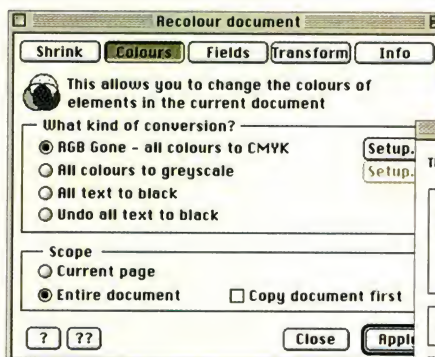 Recolour document
Shrink Colours Fields Transform Info
This allows you to change the colours of
elements in the current document
What kind of conversion?
RGB Gone - all colours to CMYK Setup.
All colours to greyscale Setup.
All text to black
Undo all text to black
Scope
Current page
Entire document Copy document first
? ?? Close